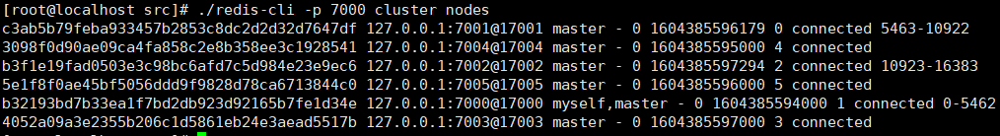 [root@localhost src]# ./redis-cli -p 7000 cluster nodes
c3ab5b79feba933457b2853c8dc2d2d32d7647df 127.0.0.1:7001@17001 master - 0 1604385596179 0 connected 5463-10922
3098f0d90ae09ca4fa858c2e8b358ee3c1928541 127.0.0.1:7004@17004 master - 0 1604385595000 4 connected
b3f1e19fad0503e3c98bc6afd7c5d984e23e9ec6 127.0.0.1:7002@17002 master - 0 1604385597294 2 connected 10923-16383
5e1f8f0ae45bf5056ddd9f9828d78ca6713844c0 127.0.0.1:7005@17005 master - 0 1604385596000 5 connected
b32193bd7b33ea1f7bd2db923d92165b7fe1d34e 127.0.0.1:7000@17000 myself,master - 0 1604385594000 1 connected 0-5462
4052a09a3e2355b206c1d5861eb24e3aead5517b 127.0.0.1:7003@17003 master - 0 1604385597000 3 connected